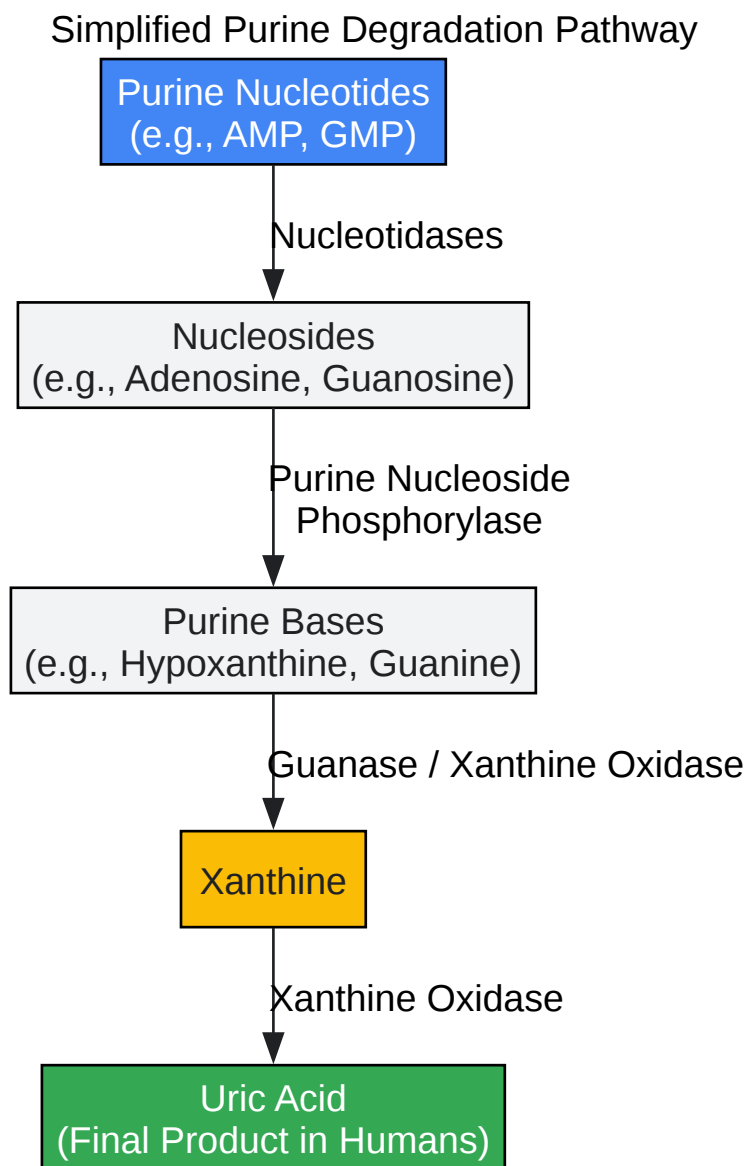 Simplified Purine Degradation Pathway
Purine Nucleotides
(e.g., AMP, GMP)
Nucleotidases
Nucleosides
(e.g., Adenosine, Guanosine)
Purine Nucleoside
Phosphorylase
Purine Bases
(e.g., Hypoxanthine, Guanine)
Guanase / Xanthine Oxidase
Xanthine
Xanthine Oxidase
Uric Acid
(Final Product in Humans)